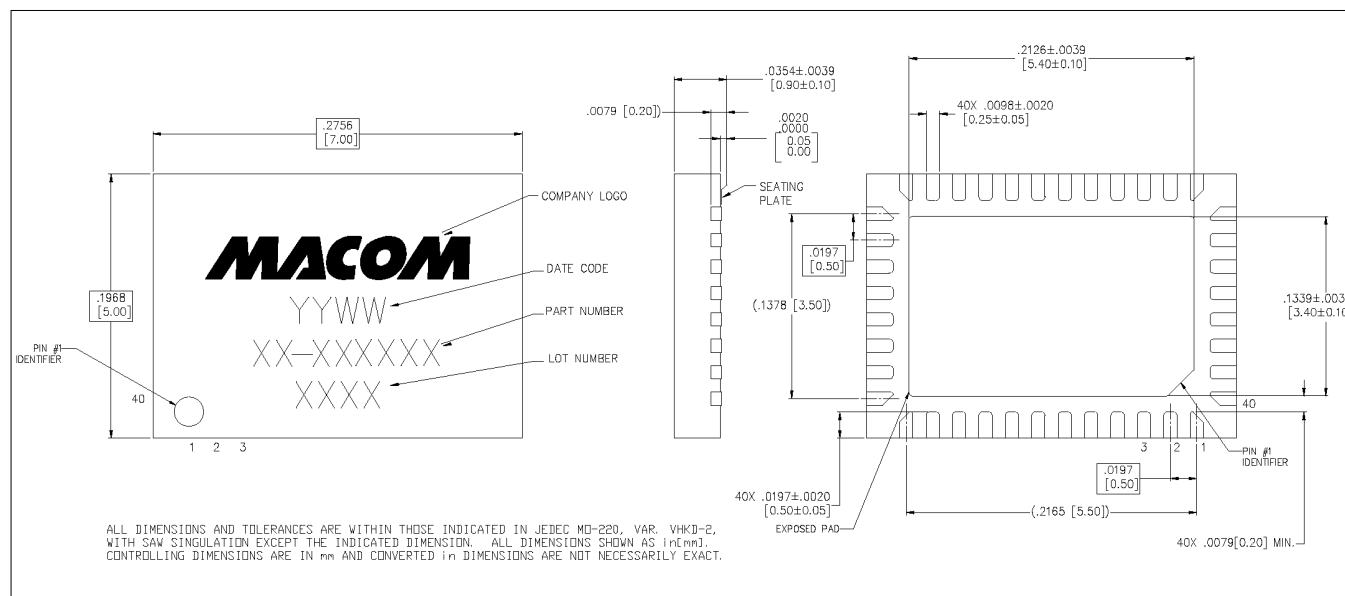 .2756
[7.00]
.1968
[5.00]
PIN #1
IDENTIFIER
40
1 2 3
MACOM
YYWW
XX-XXXXXX
XXXX
COMPANY LOGO
DATE CODE
PART NUMBER
LOT NUMBER
.0354±.0039
[0.90±0.10]
.0079 [0.20])
.0020
.0000
[0.05
0.00]
SEATING
PLATE
.2126±.0039
[5.40±0.10]
40X .0098±.0020
[0.25±0.05]
.0197
[0.50]
(.1378 [3.50])
.1339±.003
[3.40±0.10
40
3 2 1
PIN #1
IDENTIFIER
.0197
[0.50]
40X .0197±.0020
[0.50±0.05]
EXPOSED PAD
(.2165 [5.50])
40X .0079[0.20] MIN.
ALL DIMENSIONS AND TOLERANCES ARE WITHIN THOSE INDICATED IN JEDEC MO-220, VAR. VHKD-2,
WITH SAW SINGULATION EXCEPT THE INDICATED DIMENSION. ALL DIMENSIONS SHOWN AS in[mm].
CONTROLLING DIMENSIONS ARE IN mm AND CONVERTED in DIMENSIONS ARE NOT NECESSARILY EXACT.